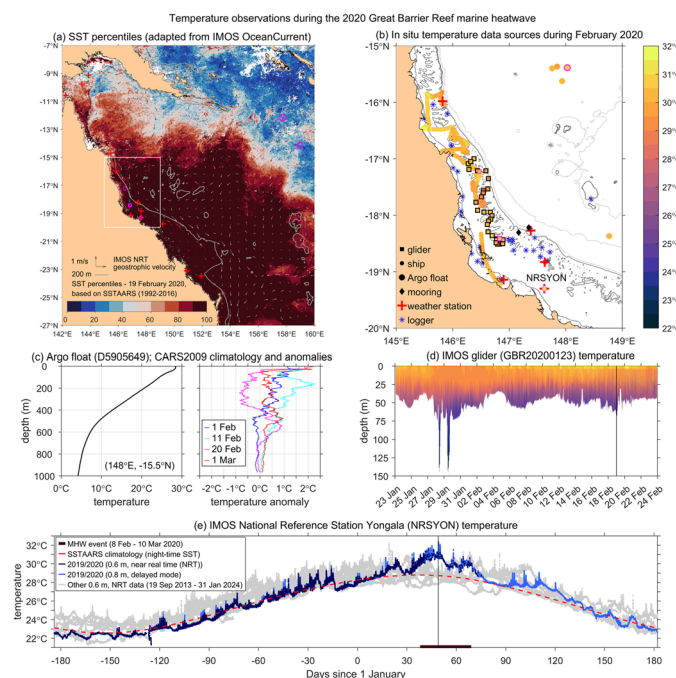 Temperature observations during the 2020 Great Barrier Reef marine heatwave
(a) SST percentiles (adapted from IMOS OceanCurrent)
-7°N
-9°N
-11°N
-13°N
-15°N
-17°N
-19°N
-21°N
-23°N
-25°N
-27°N
1 m/s
IMOS NRT
geostrophic velocity
200 m
SST percentiles - 19 February 2020,
based on SSTAARS (1992-2016)
0 20 40 60 80 100
142°E 144°E 146°E 148°E 150°E 152°E 154°E 156°E 158°E 160°E
(b) In situ temperature data sources during February 2020
-15°N
-16°N
-17°N
-18°N
-19°N
-20°N
glider
ship
Argo float
mooring
weather station
logger
NRSYON
145°E 146°E 147°E 148°E 149°E
32°C
31°C
30°C
29°C
28°C
27°C
26°C
25°C
24°C
23°C
22°C
(c) Argo float (D5905649); CARS2009 climatology and anomalies
depth (m)
0
200
400
600
800
1000
(148°E, -15.5°N)
0°C 10°C 20°C 30°C
temperature
1 Feb
11 Feb
20 Feb
1 Mar
-2°C -1°C 0°C 1°C 2°C
temperature anomaly
(d) IMOS glider (GBR20200123) temperature
depth (m)
0
25
50
75
100
125
150
23 Jan 25 Jan 27 Jan 29 Jan 31 Jan 02 Feb 04 Feb 06 Feb 08 Feb 10 Feb 12 Feb 14 Feb 16 Feb 18 Feb 20 Feb 22 Feb 24 Feb
(e) IMOS National Reference Station Yongala (NRSYON) temperature
temperature
32°C
30°C
28°C
26°C
24°C
22°C
MHW event (8 Feb - 10 Mar 2020)
SSTAARS climatology (night-time SST)
2019/2020 (0.6 m, near real time (NRT))
2019/2020 (0.8 m, delayed mode)
Other 0.6 m, NRT data (19 Sep 2013 - 31 Jan 2024)
-180 -150 -120 -90 -60 -30 0 30 60 90 120 150 180
Days since 1 January